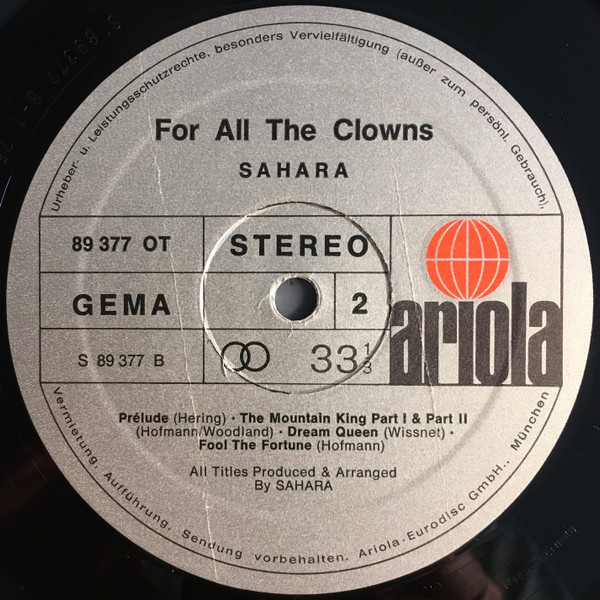 Urheber- u. Leistungsschutzrechte, besonders Vervielfältigung (außer zum persönl. Gebrauch),
For All The Clowns
SAHARA
89 377 OT
STEREO
GEMA
2
ariola
S 89 377 B
33 1/3
Prélude (Hering) · The Mountain King Part I & Part II
(Hofmann/Woodland) · Dream Queen (Wissnet) ·
Fool The Fortune (Hofmann)
All Titles Produced & Arranged
By SAHARA
Vermietung, Aufführung, Sendung vorbehalten. Ariola-Eurodisc GmbH., München